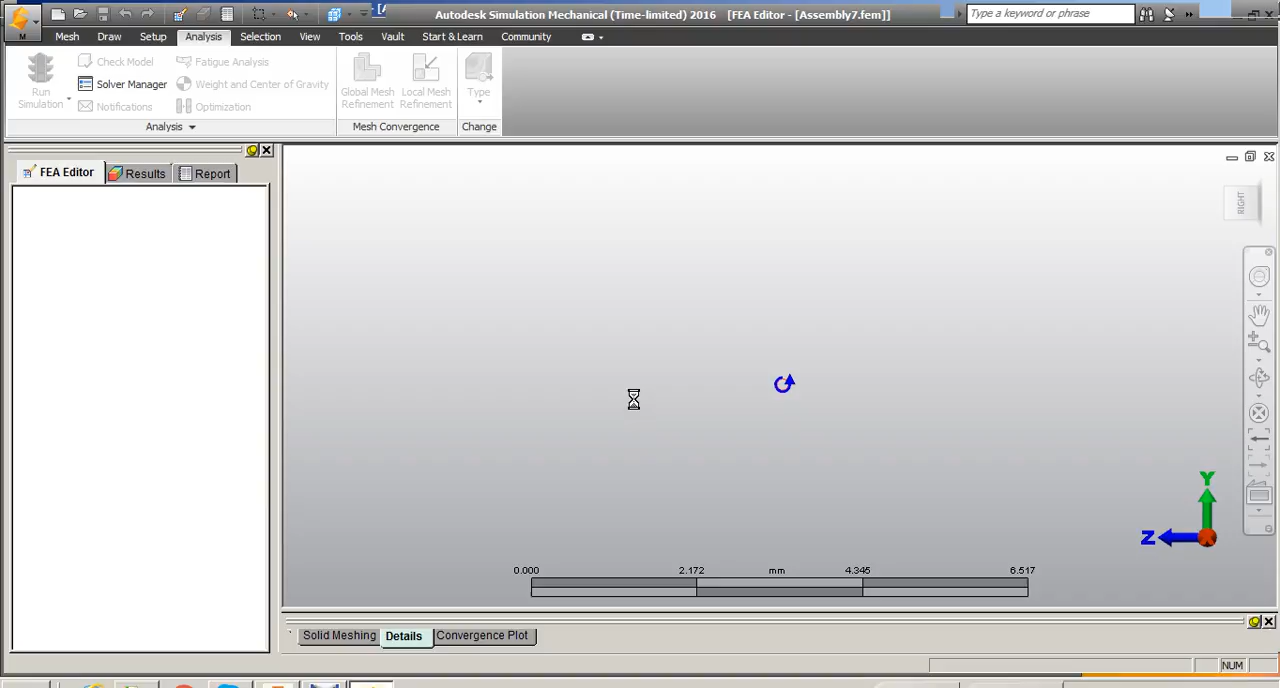 Autodesk Simulation Mechanical (Time-limited) 2016 [FEA Editor - [Assembly7.fem]]
Type a keyword or phrase
M
Mesh Draw Setup Analysis Selection View Tools Vault Start & Learn Community
Run
Simulation
Check Model
Solver Manager
Notifications
Fatigue Analysis
Weight and Center of Gravity
Optimization
Analysis
Global Mesh
Refinement
Local Mesh
Refinement
Mesh Convergence
Type
Change
FEA Editor Results Report
RIGHT
Y
Z
0.000 2.172 mm 4.345 6.517
Solid Meshing Details Convergence Plot
NUM